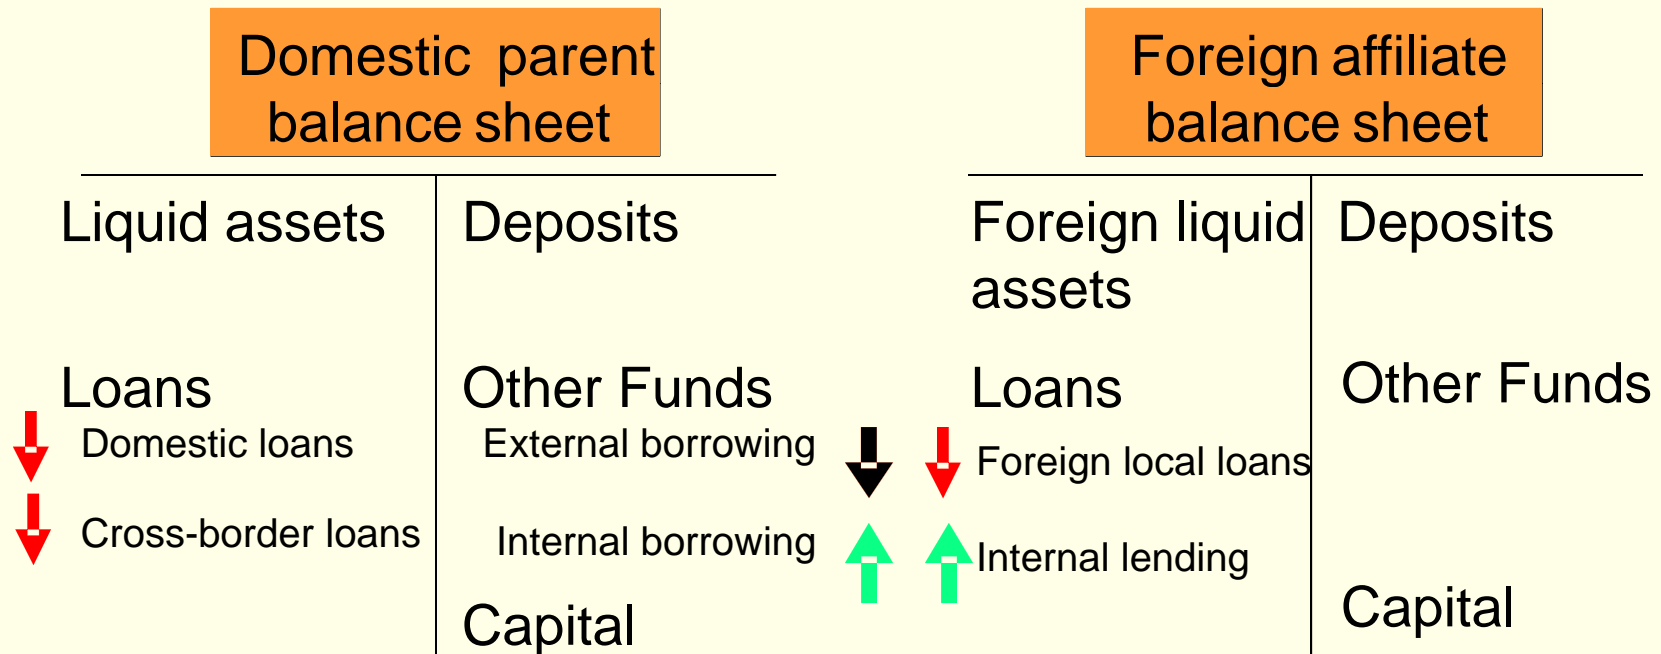 Domestic parent
balance sheet
Liquid assets
Deposits
Loans
Other Funds
Domestic loans
External borrowing
Cross-border loans
Internal borrowing
Capital
Foreign affiliate
balance sheet
Foreign liquid
assets
Deposits
Loans
Other Funds
Foreign local loans
Internal lending
Capital